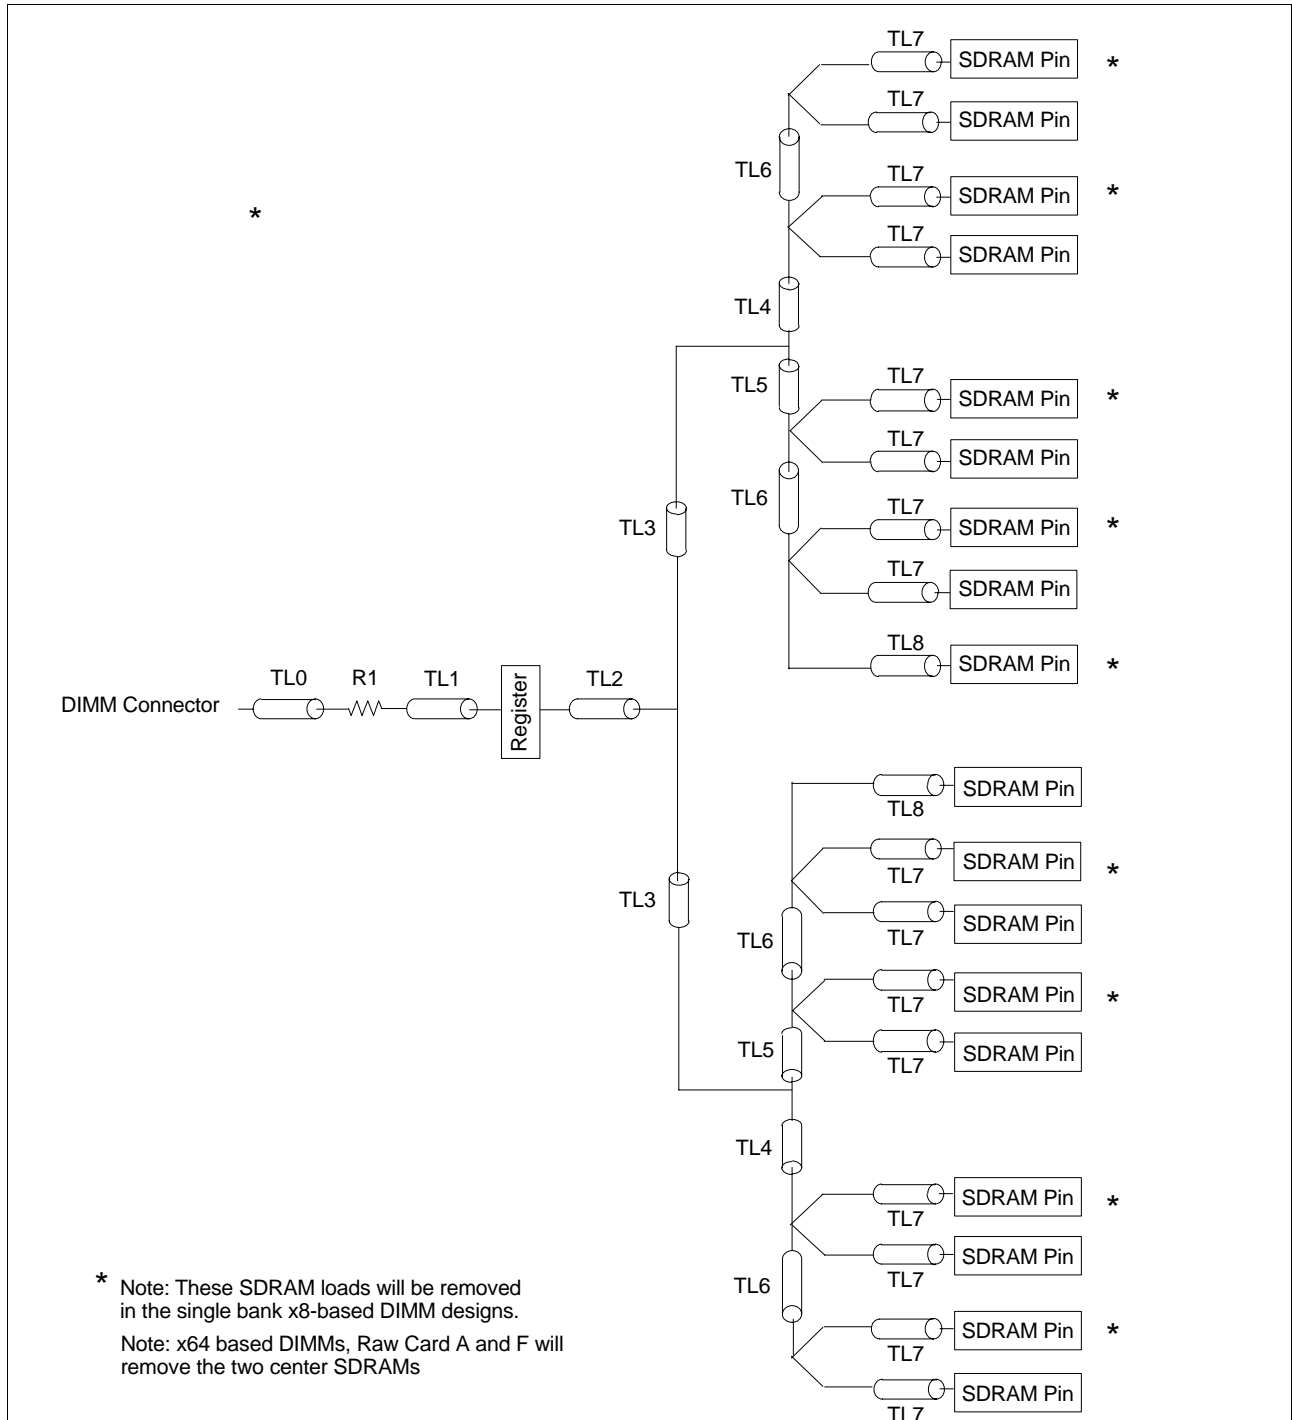 TL7
SDRAM Pin *
TL7
SDRAM Pin
TL6
TL7
SDRAM Pin *
*
TL7
SDRAM Pin
TL4
TL5
TL7
SDRAM Pin *
TL7
SDRAM Pin
TL6
TL7
SDRAM Pin *
TL3
TL7
SDRAM Pin
TL8
SDRAM Pin *
DIMM Connector
TL0
R1
TL1
Register
TL2
SDRAM Pin
TL8
SDRAM Pin *
TL7
TL3
SDRAM Pin
TL7
TL6
SDRAM Pin *
TL7
TL5
SDRAM Pin
TL7
TL4
SDRAM Pin *
TL7
SDRAM Pin
TL7
TL6
SDRAM Pin *
TL7
SDRAM Pin
TL7
* Note: These SDRAM loads will be removed
in the single bank x8-based DIMM designs.
Note: x64 based DIMMs, Raw Card A and F will
remove the two center SDRAMs